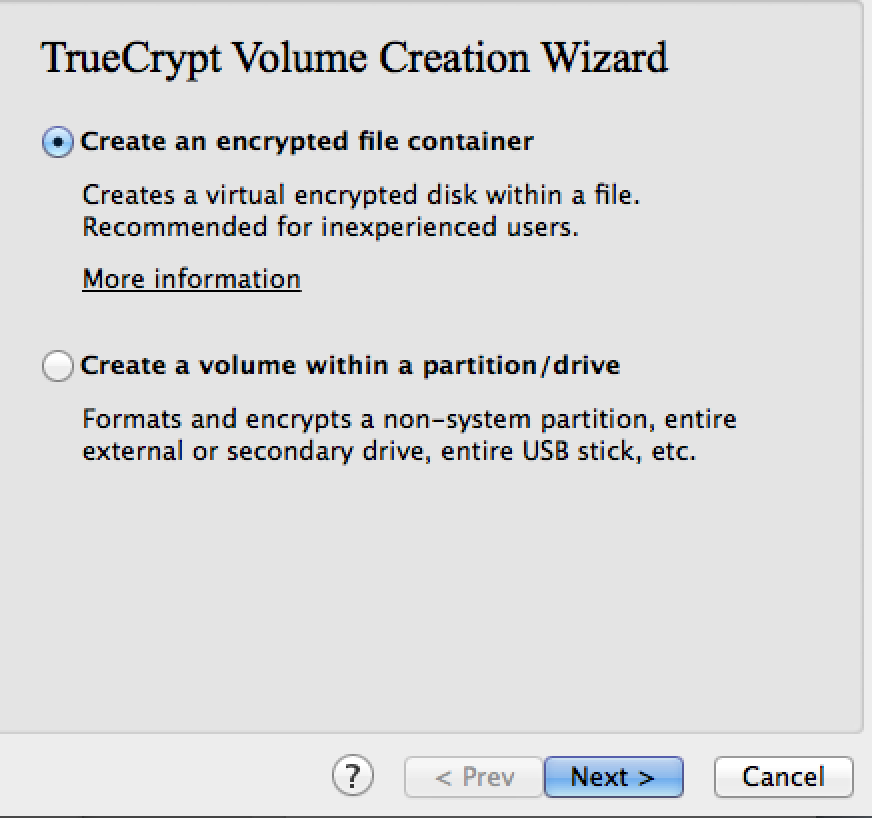 TrueCrypt Volume Creation Wizard
Create an encrypted file container
Creates a virtual encrypted disk within a file.
Recommended for inexperienced users.
More information
Create a volume within a partition/drive
Formats and encrypts a non-system partition, entire
external or secondary drive, entire USB stick, etc.
? < Prev Next > Cancel